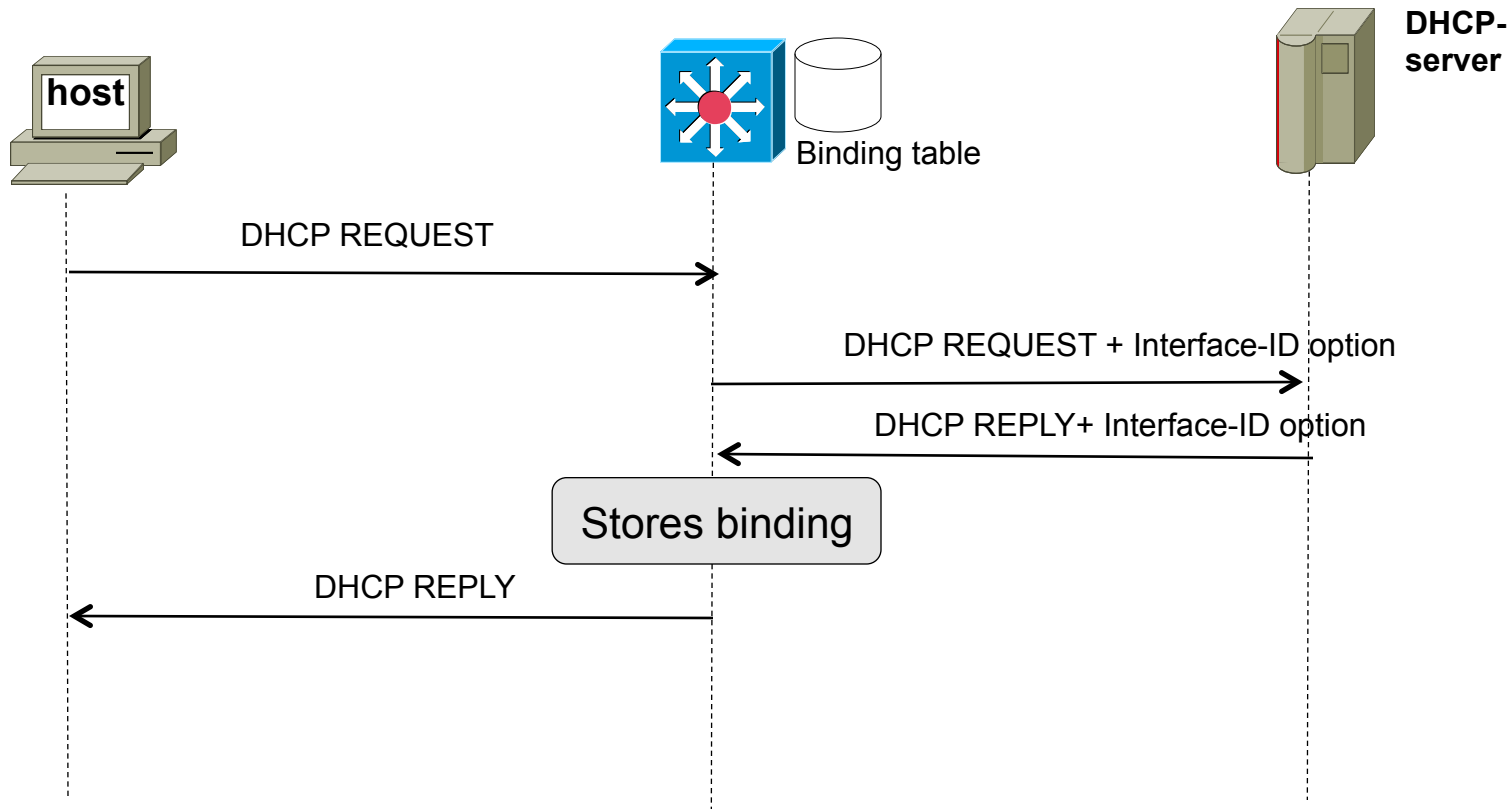 host
DHCP-
server
Binding table
DHCP REQUEST
DHCP REQUEST + Interface-ID option
DHCP REPLY+ Interface-ID option
Stores binding
DHCP REPLY